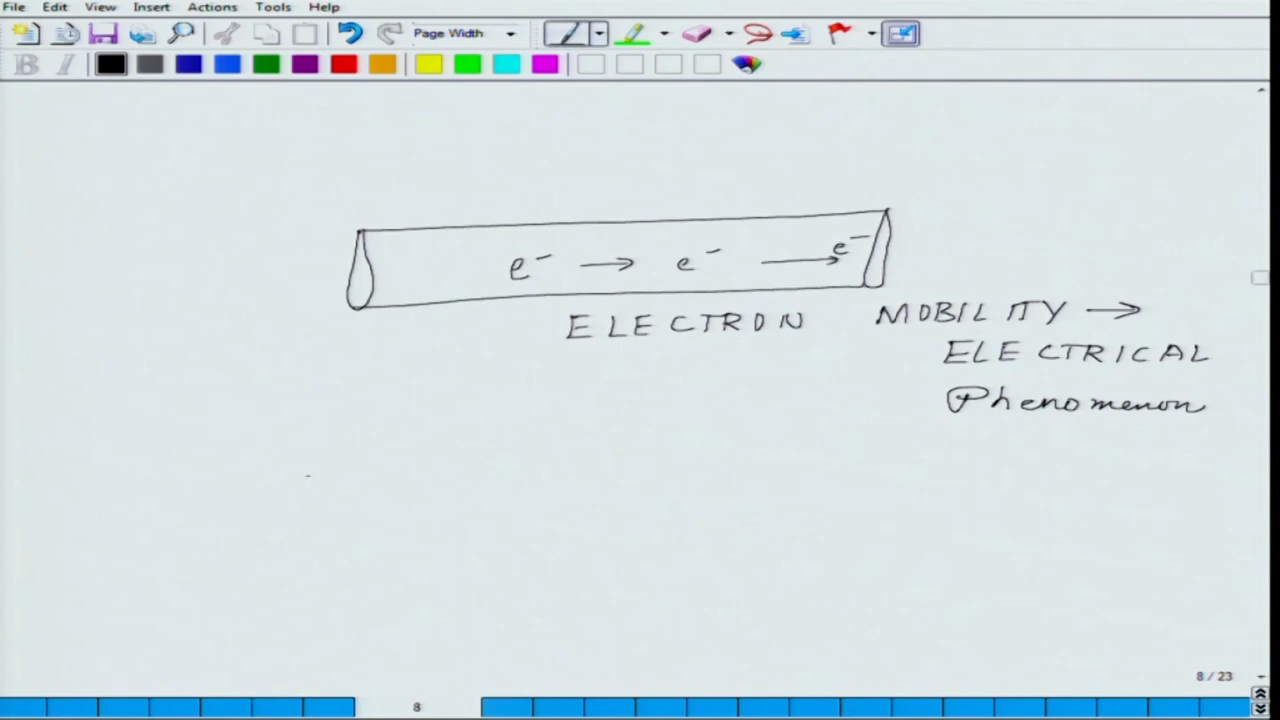 File Edit View Insert Actions Tools Help
Page Width
B I
e⁻ → e⁻ → e⁻
ELECTRON MOBILITY →
ELECTRICAL
Phenomenon
8 / 23
8